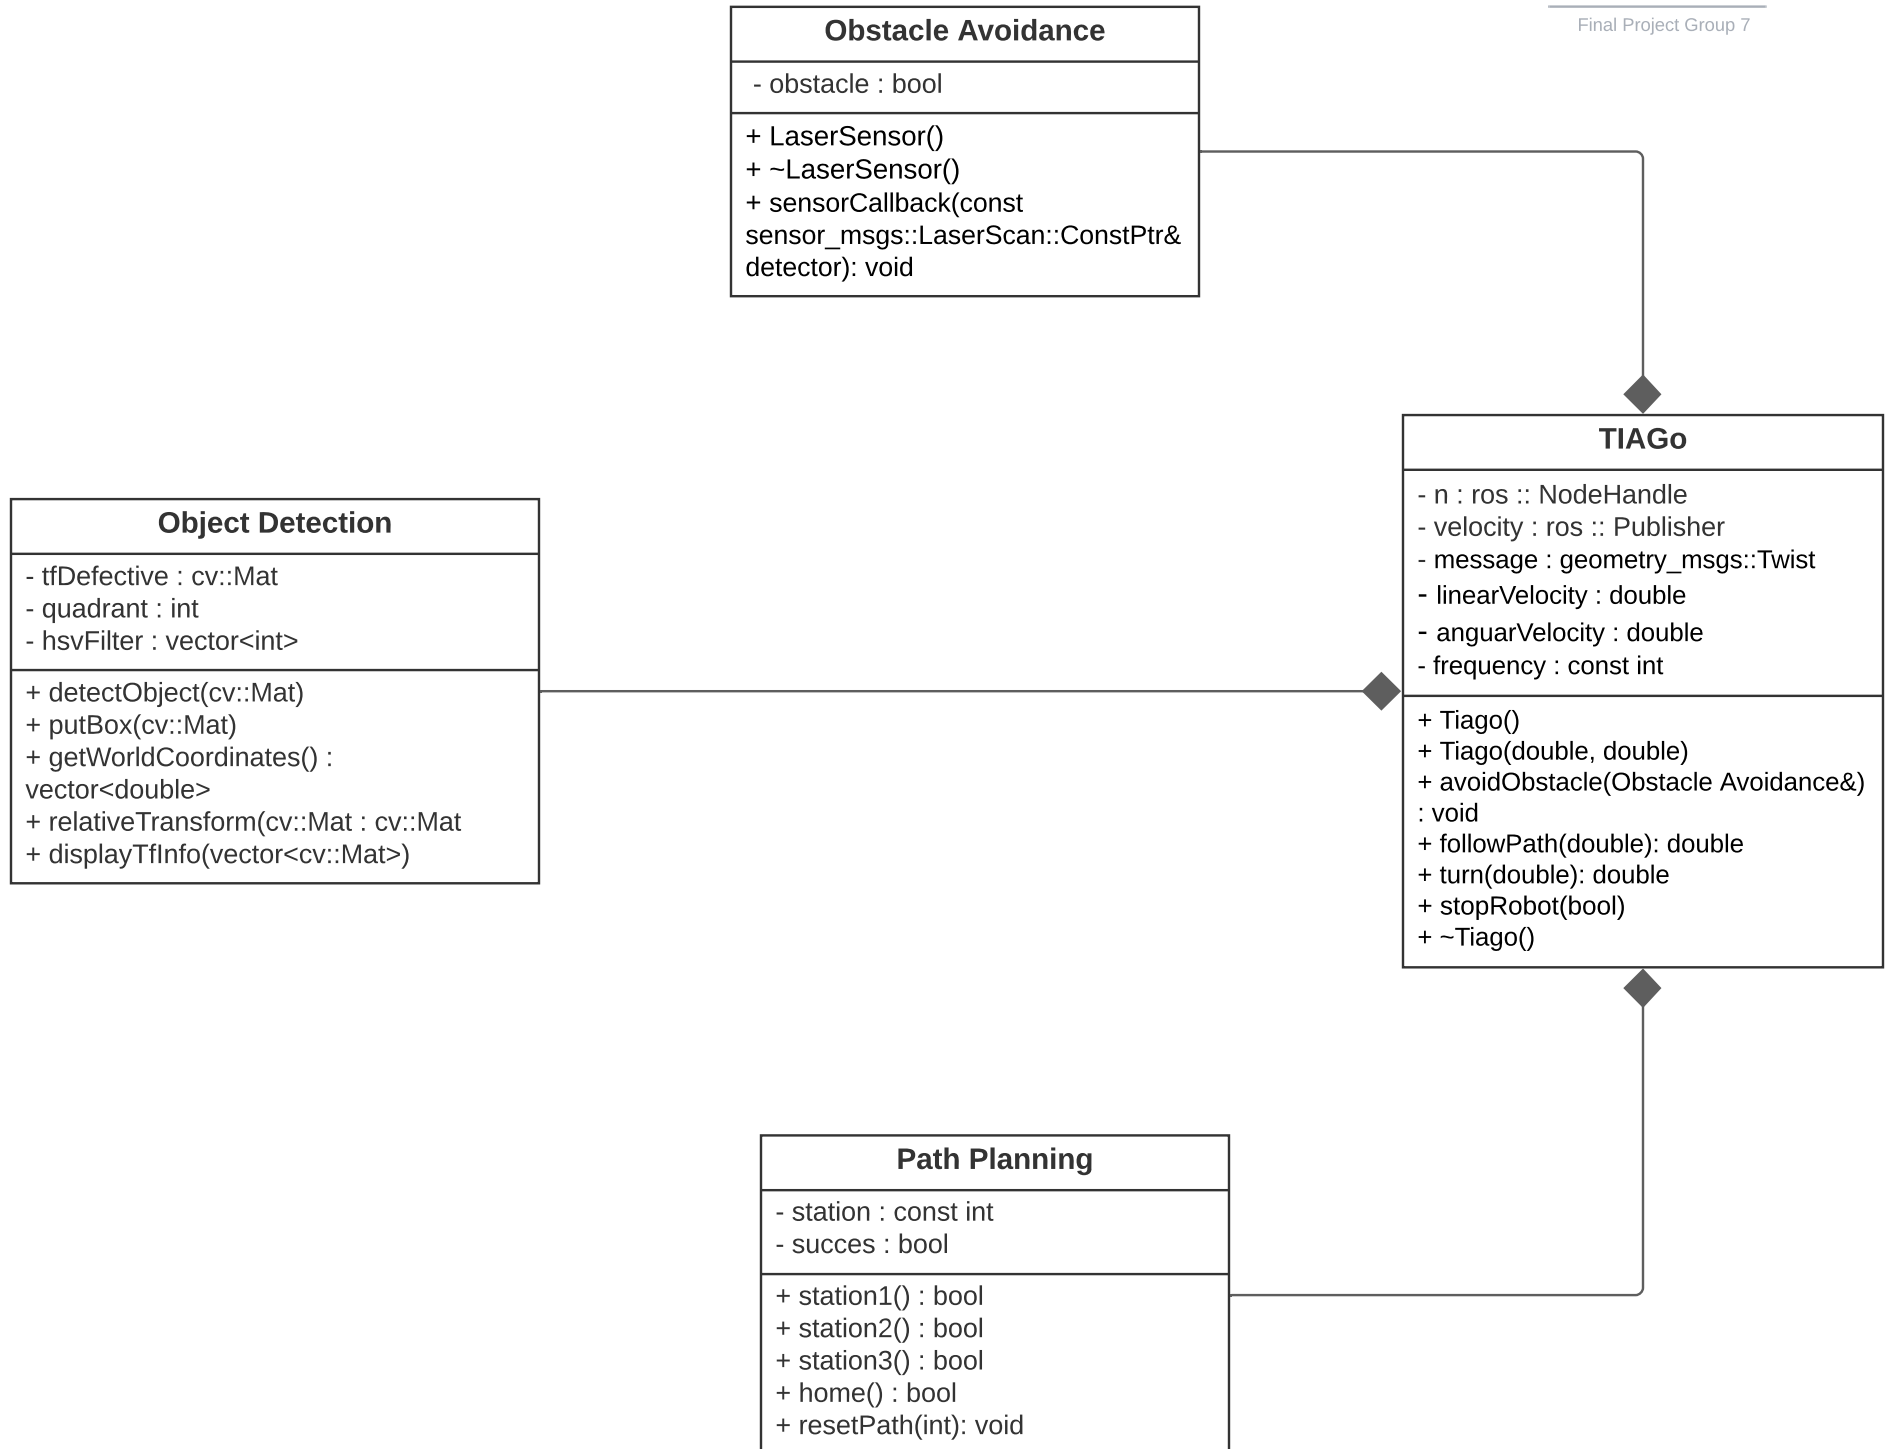 Final Project Group 7
Obstacle Avoidance
- obstacle : bool
+ LaserSensor()
+ ~LaserSensor()
+ sensorCallback(const
sensor_msgs::LaserScan::ConstPtr&
detector): void
TIAGo
- n : ros :: NodeHandle
- velocity : ros :: Publisher
- message : geometry_msgs::Twist
- linearVelocity : double
- anguarVelocity : double
- frequency : const int
+ Tiago()
+ Tiago(double, double)
+ avoidObstacle(Obstacle Avoidance&)
: void
+ followPath(double): double
+ turn(double): double
+ stopRobot(bool)
+ ~Tiago()
Object Detection
- tfDefective : cv::Mat
- quadrant : int
- hsvFilter : vector<int>
+ detectObject(cv::Mat)
+ putBox(cv::Mat)
+ getWorldCoordinates() :
vector<double>
+ relativeTransform(cv::Mat : cv::Mat
+ displayTfInfo(vector<cv::Mat>)
Path Planning
- station : const int
- succes : bool
+ station1() : bool
+ station2() : bool
+ station3() : bool
+ home() : bool
+ resetPath(int): void